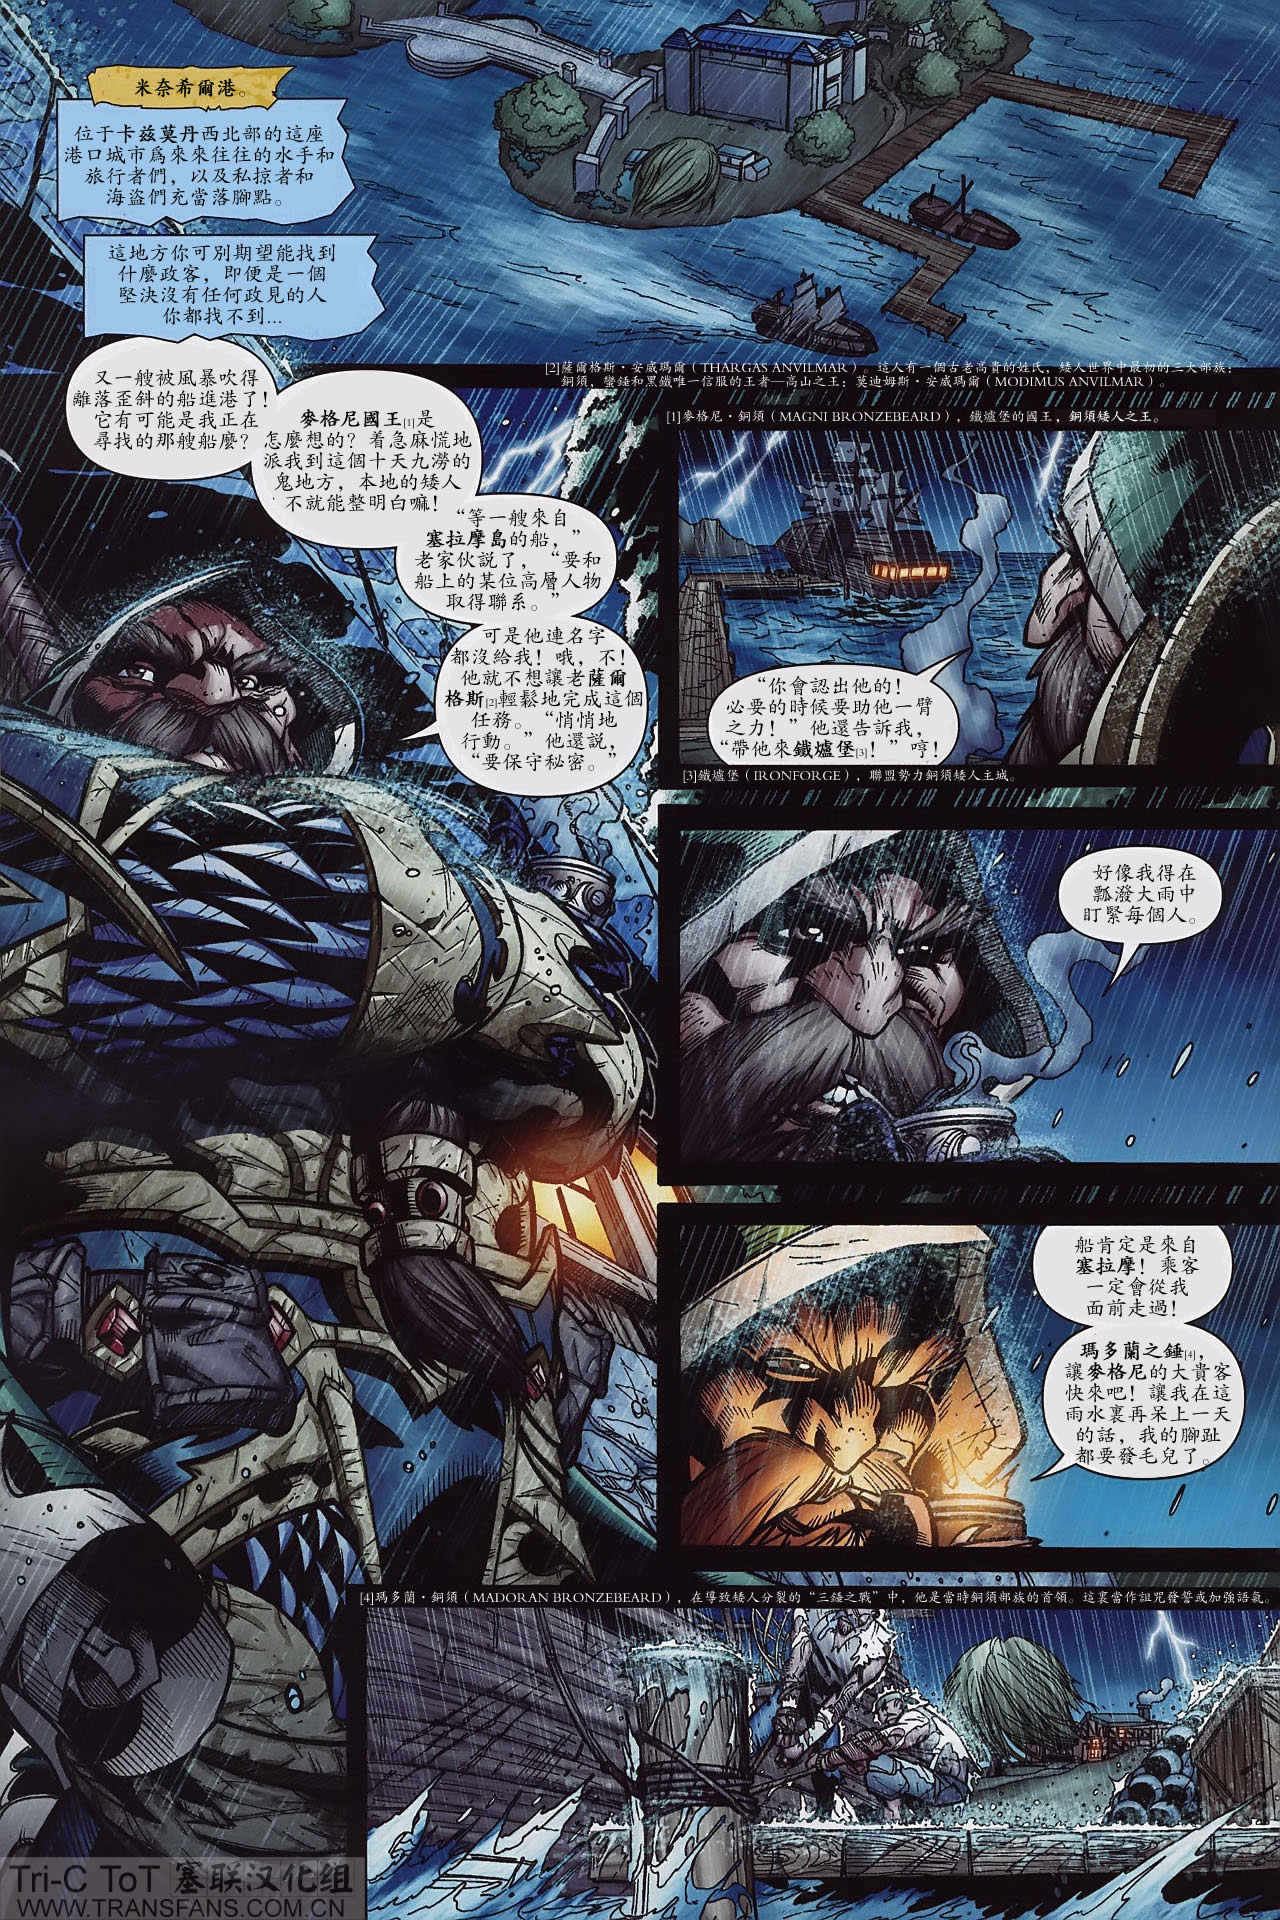 米奈希爾港。
位于卡兹莫丹西北部的這座
港口城市爲來來往往的水手和
旅行者們，以及私掠者和
海盜們充當落腳點。
這地方你可別期望能找到
什麼政客，即便是一個
堅決沒有任何政見的人
你都找不到...
又一艘被風暴吹得
離落歪斜的船進港了！
它有可能是我正在
尋找的那艘船麼？
麥格尼國王[1]是
怎麼想的？着急麻慌地
派我到這個十天九澇的
鬼地方，本地的矮人
不就能整明白嘛！
“等一艘來自
塞拉摩島的船，”
老家伙説了，“要和
船上的某位高層人物
取得聯系。”
可是他連名字
都沒給我！哦，不！
他就不想讓老薩爾
格斯[2]輕鬆地完成這個
任務。“悄悄地
行動。”他還説，
“要保守秘密。”
[2]薩爾格斯·安威瑪爾（THARGAS ANVILMAR）。這人有一個古老高貴的姓氏，矮人世界中最初的三大部族：
銅須，蠻錘和黑鐵唯一信服的王者—高山之王：莫迪姆斯·安威瑪爾（MODIMUS ANVILMAR）。
[1]麥格尼·銅須（MAGNI BRONZEBEARD），鐵爐堡的國王，銅須矮人之王。
“你會認出他的！
必要的時候要助他一臂
之力！”他還告訴我，
“帶他來鐵爐堡[3]！”哼！
[3]鐵爐堡（IRONFORGE），聯盟勢力銅須矮人主城。
好像我得在
瓢潑大雨中
盯緊每個人。
船肯定是來自
塞拉摩！乘客
一定會從我
面前走過！
瑪多蘭之錘[4]，
讓麥格尼的大貴客
快來吧！讓我在這
雨水裏再呆上一天
的話，我的腳趾
都要發毛兒了。
[4]瑪多蘭·銅須（MADORAN BRONZEBEARD），在導致矮人分裂的“三錘之戰”中，他是當時銅須部族的首領。這裏當作詛咒發誓或加強語氣。
Tri-C ToT 塞联汉化组
WWW.TRANSFANS.COM.CN